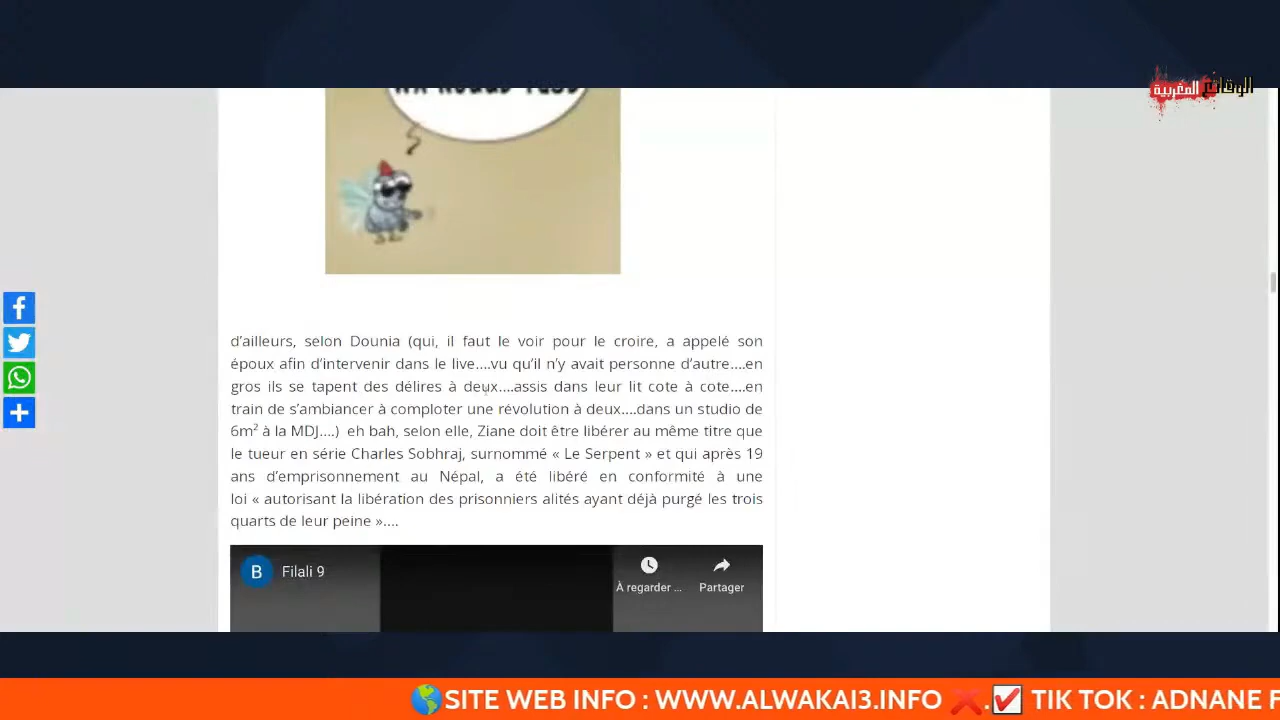 الوقائع المغربية
d'ailleurs, selon Dounia (qui, il faut le voir pour le croire, a appelé son
époux afin d'intervenir dans le live....vu qu'il n'y avait personne d'autre....en
gros ils se tapent des délires à deux....assis dans leur lit cote à cote....en
train de s'ambiancer à comploter une révolution à deux....dans un studio de
6m² à la MDJ....) eh bah, selon elle, Ziane doit être libérer au même titre que
le tueur en série Charles Sobhraj, surnommé « Le Serpent » et qui après 19
ans d'emprisonnement au Népal, a été libéré en conformité à une
loi « autorisant la libération des prisonniers alités ayant déjà purgé les trois
quarts de leur peine »....
B Filali 9
À regarder ... Partager
SITE WEB INFO : WWW.ALWAKAI3.INFO . TIK TOK : ADNANE F